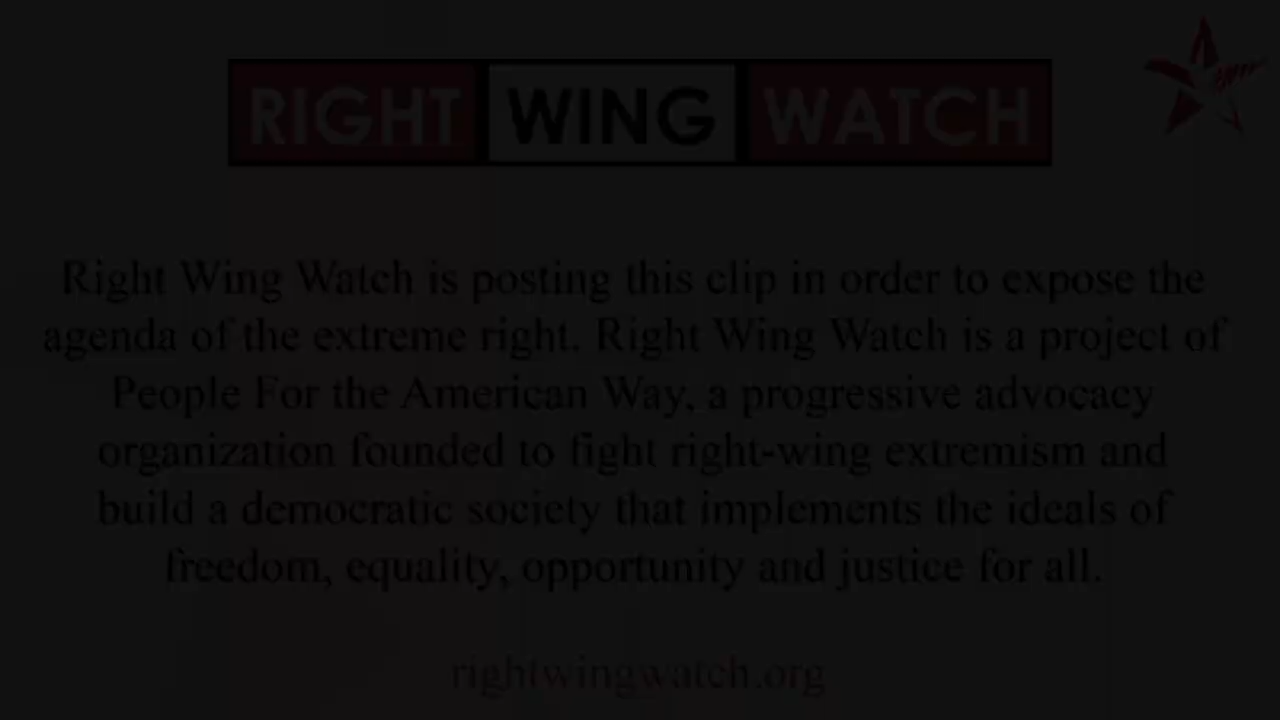 RIGHT WING WATCH
Right Wing Watch is posting this clip in order to expose the
agenda of the extreme right. Right Wing Watch is a project of
People For the American Way, a progressive advocacy
organization founded to fight right-wing extremism and
build a democratic society that implements the ideals of
freedom, equality, opportunity and justice for all.
rightwingwatch.org